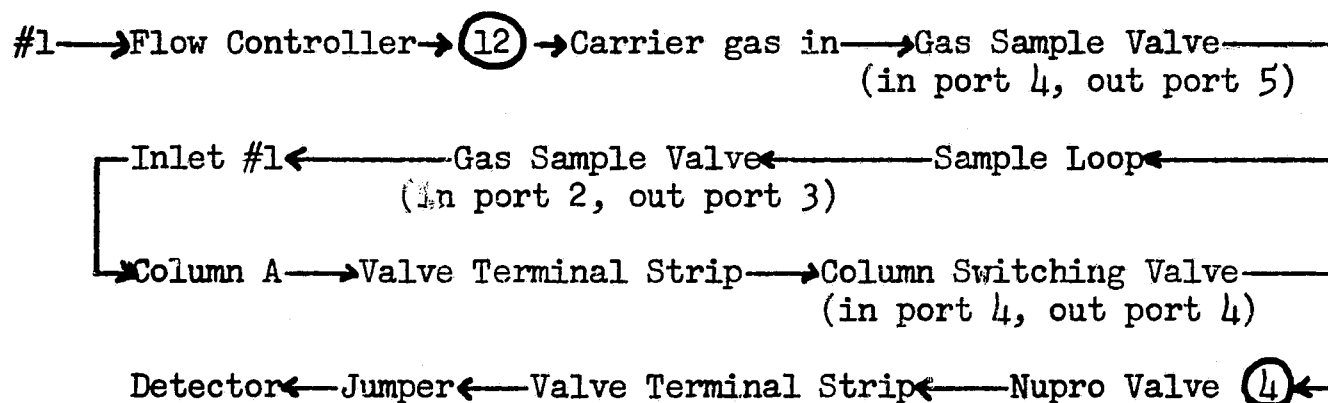 #1→Flow Controller→12→Carrier gas in→Gas Sample Valve
(in port 4, out port 5)
Inlet #1←Gas Sample Valve←Sample Loop←
(in port 2, out port 3)
→Column A→Valve Terminal Strip→Column Switching Valve
(in port 4, out port 4)
Detector←Jumper←Valve Terminal Strip←Nupro Valve 4←